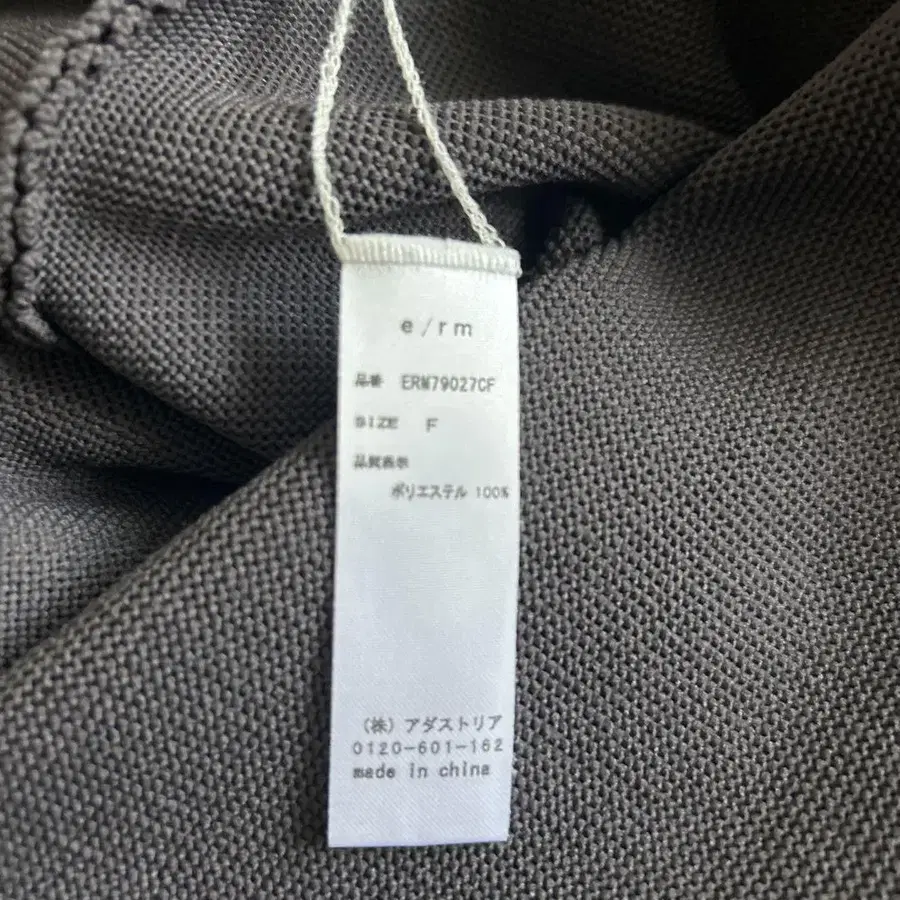 e/rm
品番 ERM79027CF
SIZE F
品質表示
ポリエステル 100%
(株)アダストリア
0120-601-162
made in china